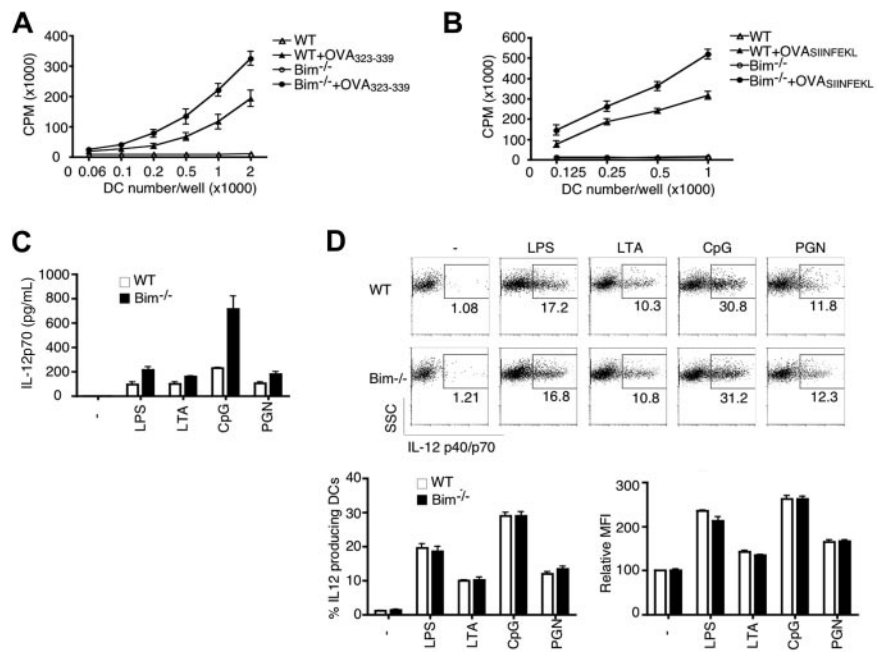 A
CPM (x1000)
400
300
200
100
0
0 0.06 0.1 0.2 0.5 1 2
DC number/well (x1000)
WT
WT+OVA323-339
Bim-/-
Bim-/-+OVA323-339
B
CPM (x1000)
600
500
400
300
200
100
0
0 0.125 0.25 0.5 1
DC number/well (x1000)
WT
WT+OVASIINFEKL
Bim-/-
Bim-/-+OVASIINFEKL
C
WT
Bim-/-
IL-12p70 (pg/mL)
1000
800
600
400
200
0
- LPS LTA CpG PGN
D
- LPS LTA CpG PGN
WT
1.08 17.2 10.3 30.8 11.8
Bim-/-
1.21 16.8 10.8 31.2 12.3
SSC
IL-12 p40/p70
% IL12 producing DCs
40
30
20
10
0
WT
Bim-/-
- LPS LTA CpG PGN
Relative MFI
300
200
100
0
- LPS LTA CpG PGN